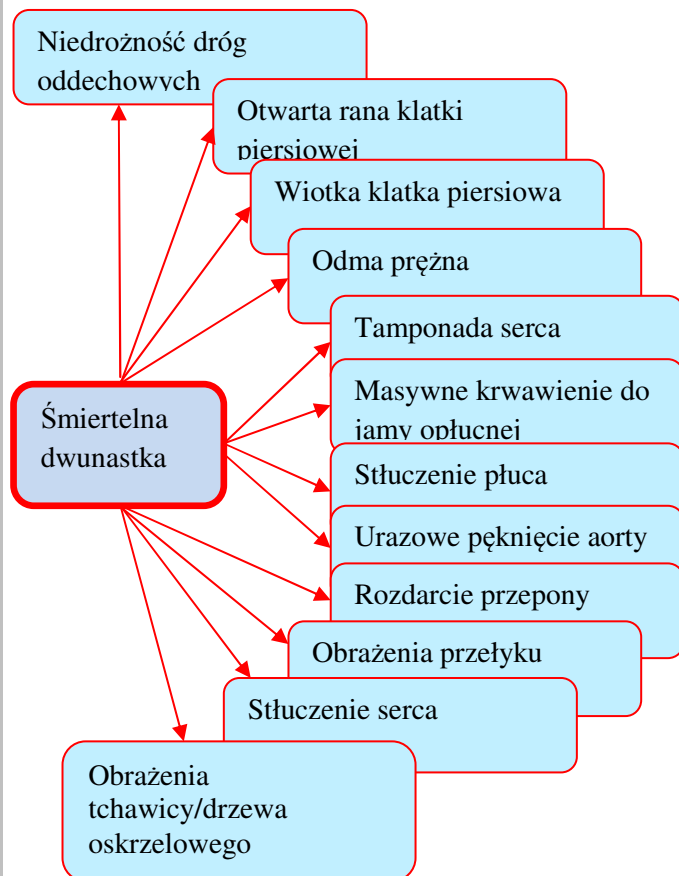 Niedrożność dróg
oddechowych
Otwarta rana klatki
piersiowej
Wiotka klatka piersiowa
Odma prężna
Tamponada serca
Masywne krwawienie do
jamy opłucnej
Śmiertelna
dwunastka
Stłuczenie płuca
Urazowe pęknięcie aorty
Rozdarcie przepony
Obrażenia przełyku
Stłuczenie serca
Obrażenia
tchawicy/drzewa
oskrzelowego